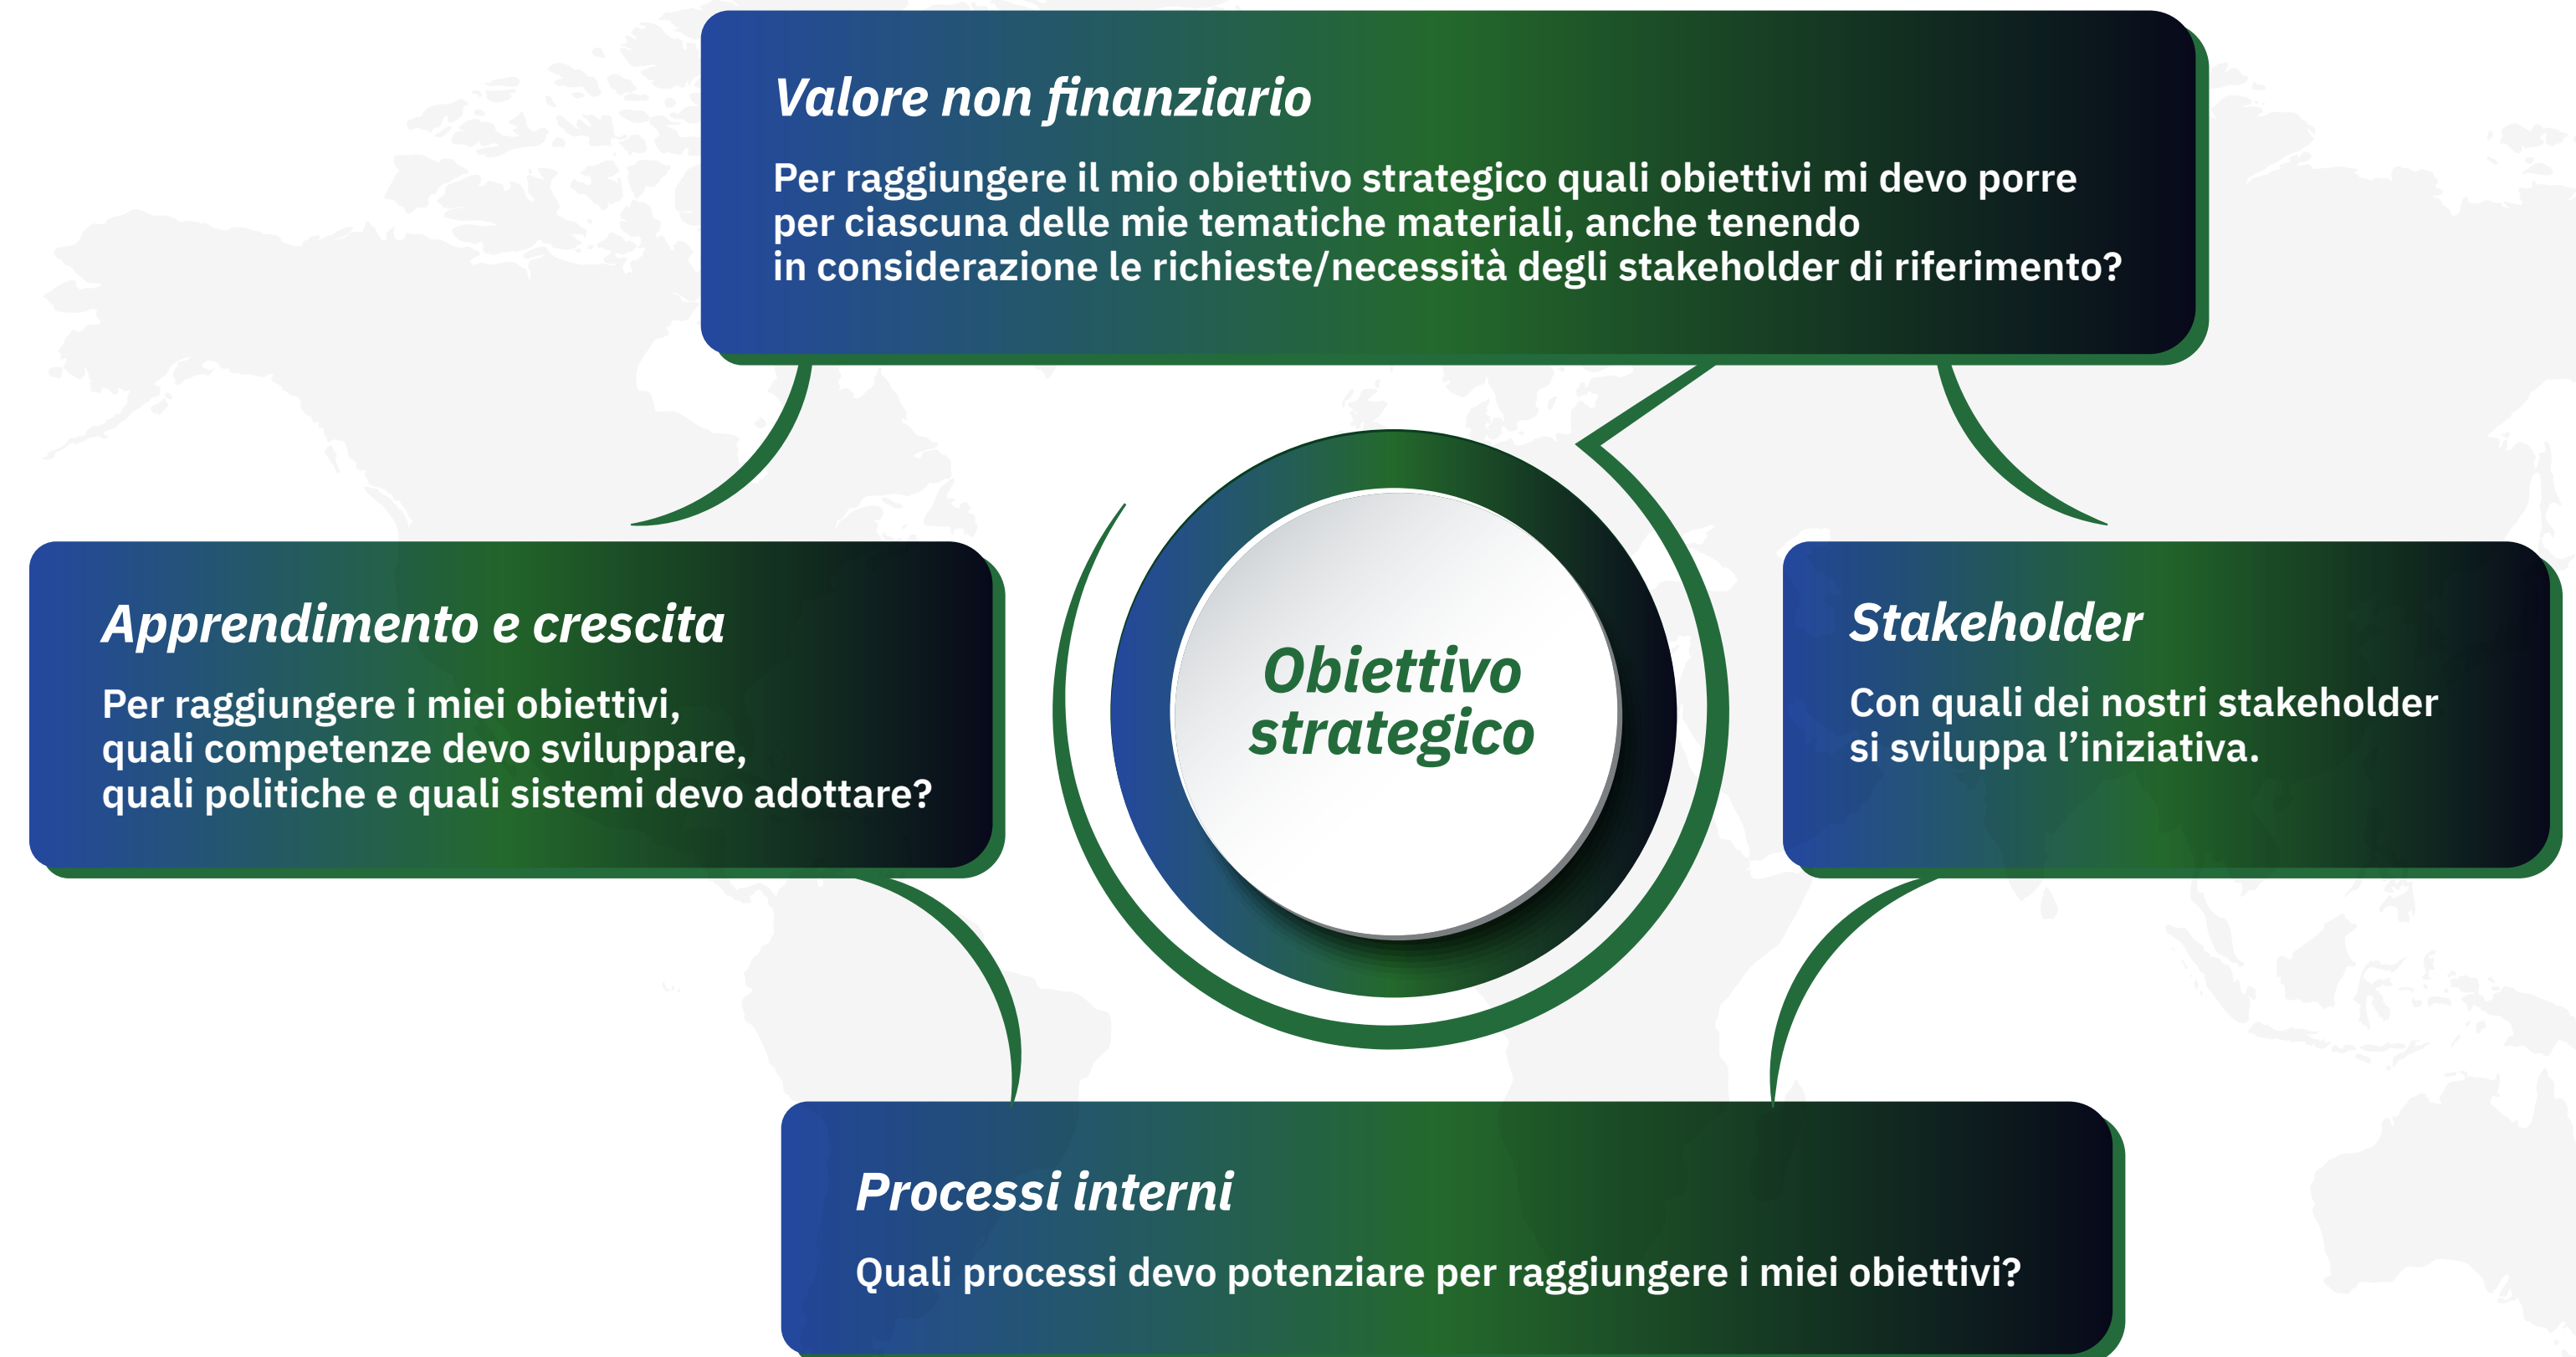 Valore non finanziario
Per raggiungere il mio obiettivo strategico quali obiettivi mi devo porre
per ciascuna delle mie tematiche materiali, anche tenendo
in considerazione le richieste/necessità degli stakeholder di riferimento?
Apprendimento e crescita
Per raggiungere i miei obiettivi,
quali competenze devo sviluppare,
quali politiche e quali sistemi devo adottare?
Obiettivo
strategico
Stakeholder
Con quali dei nostri stakeholder
si sviluppa l’iniziativa.
Processi interni
Quali processi devo potenziare per raggiungere i miei obiettivi?